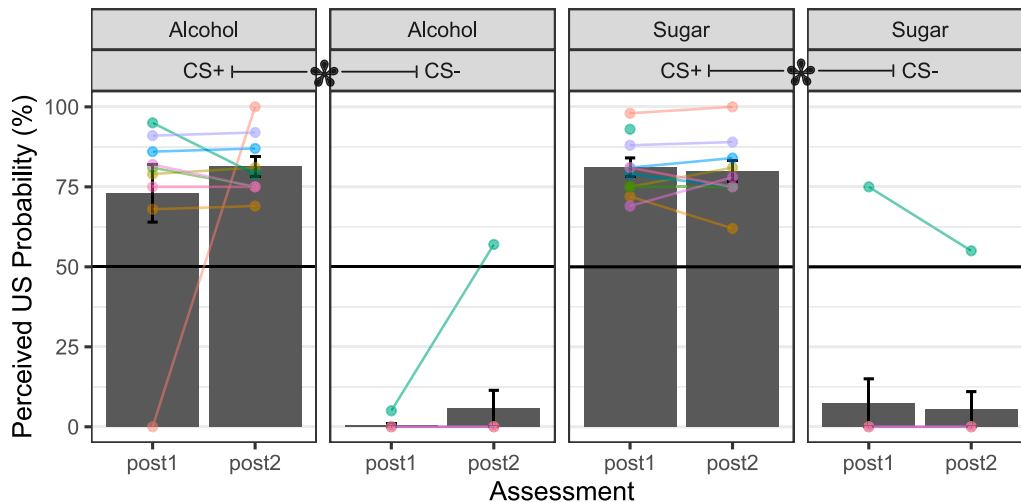 Alcohol Alcohol Sugar Sugar
CS+ * CS- CS+ * CS-
Perceived US Probability (%)
100
75
50
25
0
post1 post2 post1 post2 post1 post2 post1 post2
Assessment